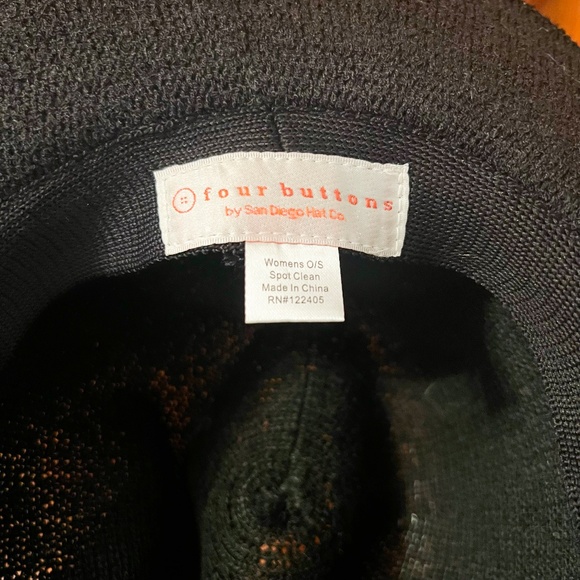 four buttons
by San Diego Hat Co.
Womens O/S
Spot Clean
Made In China
RN#122405